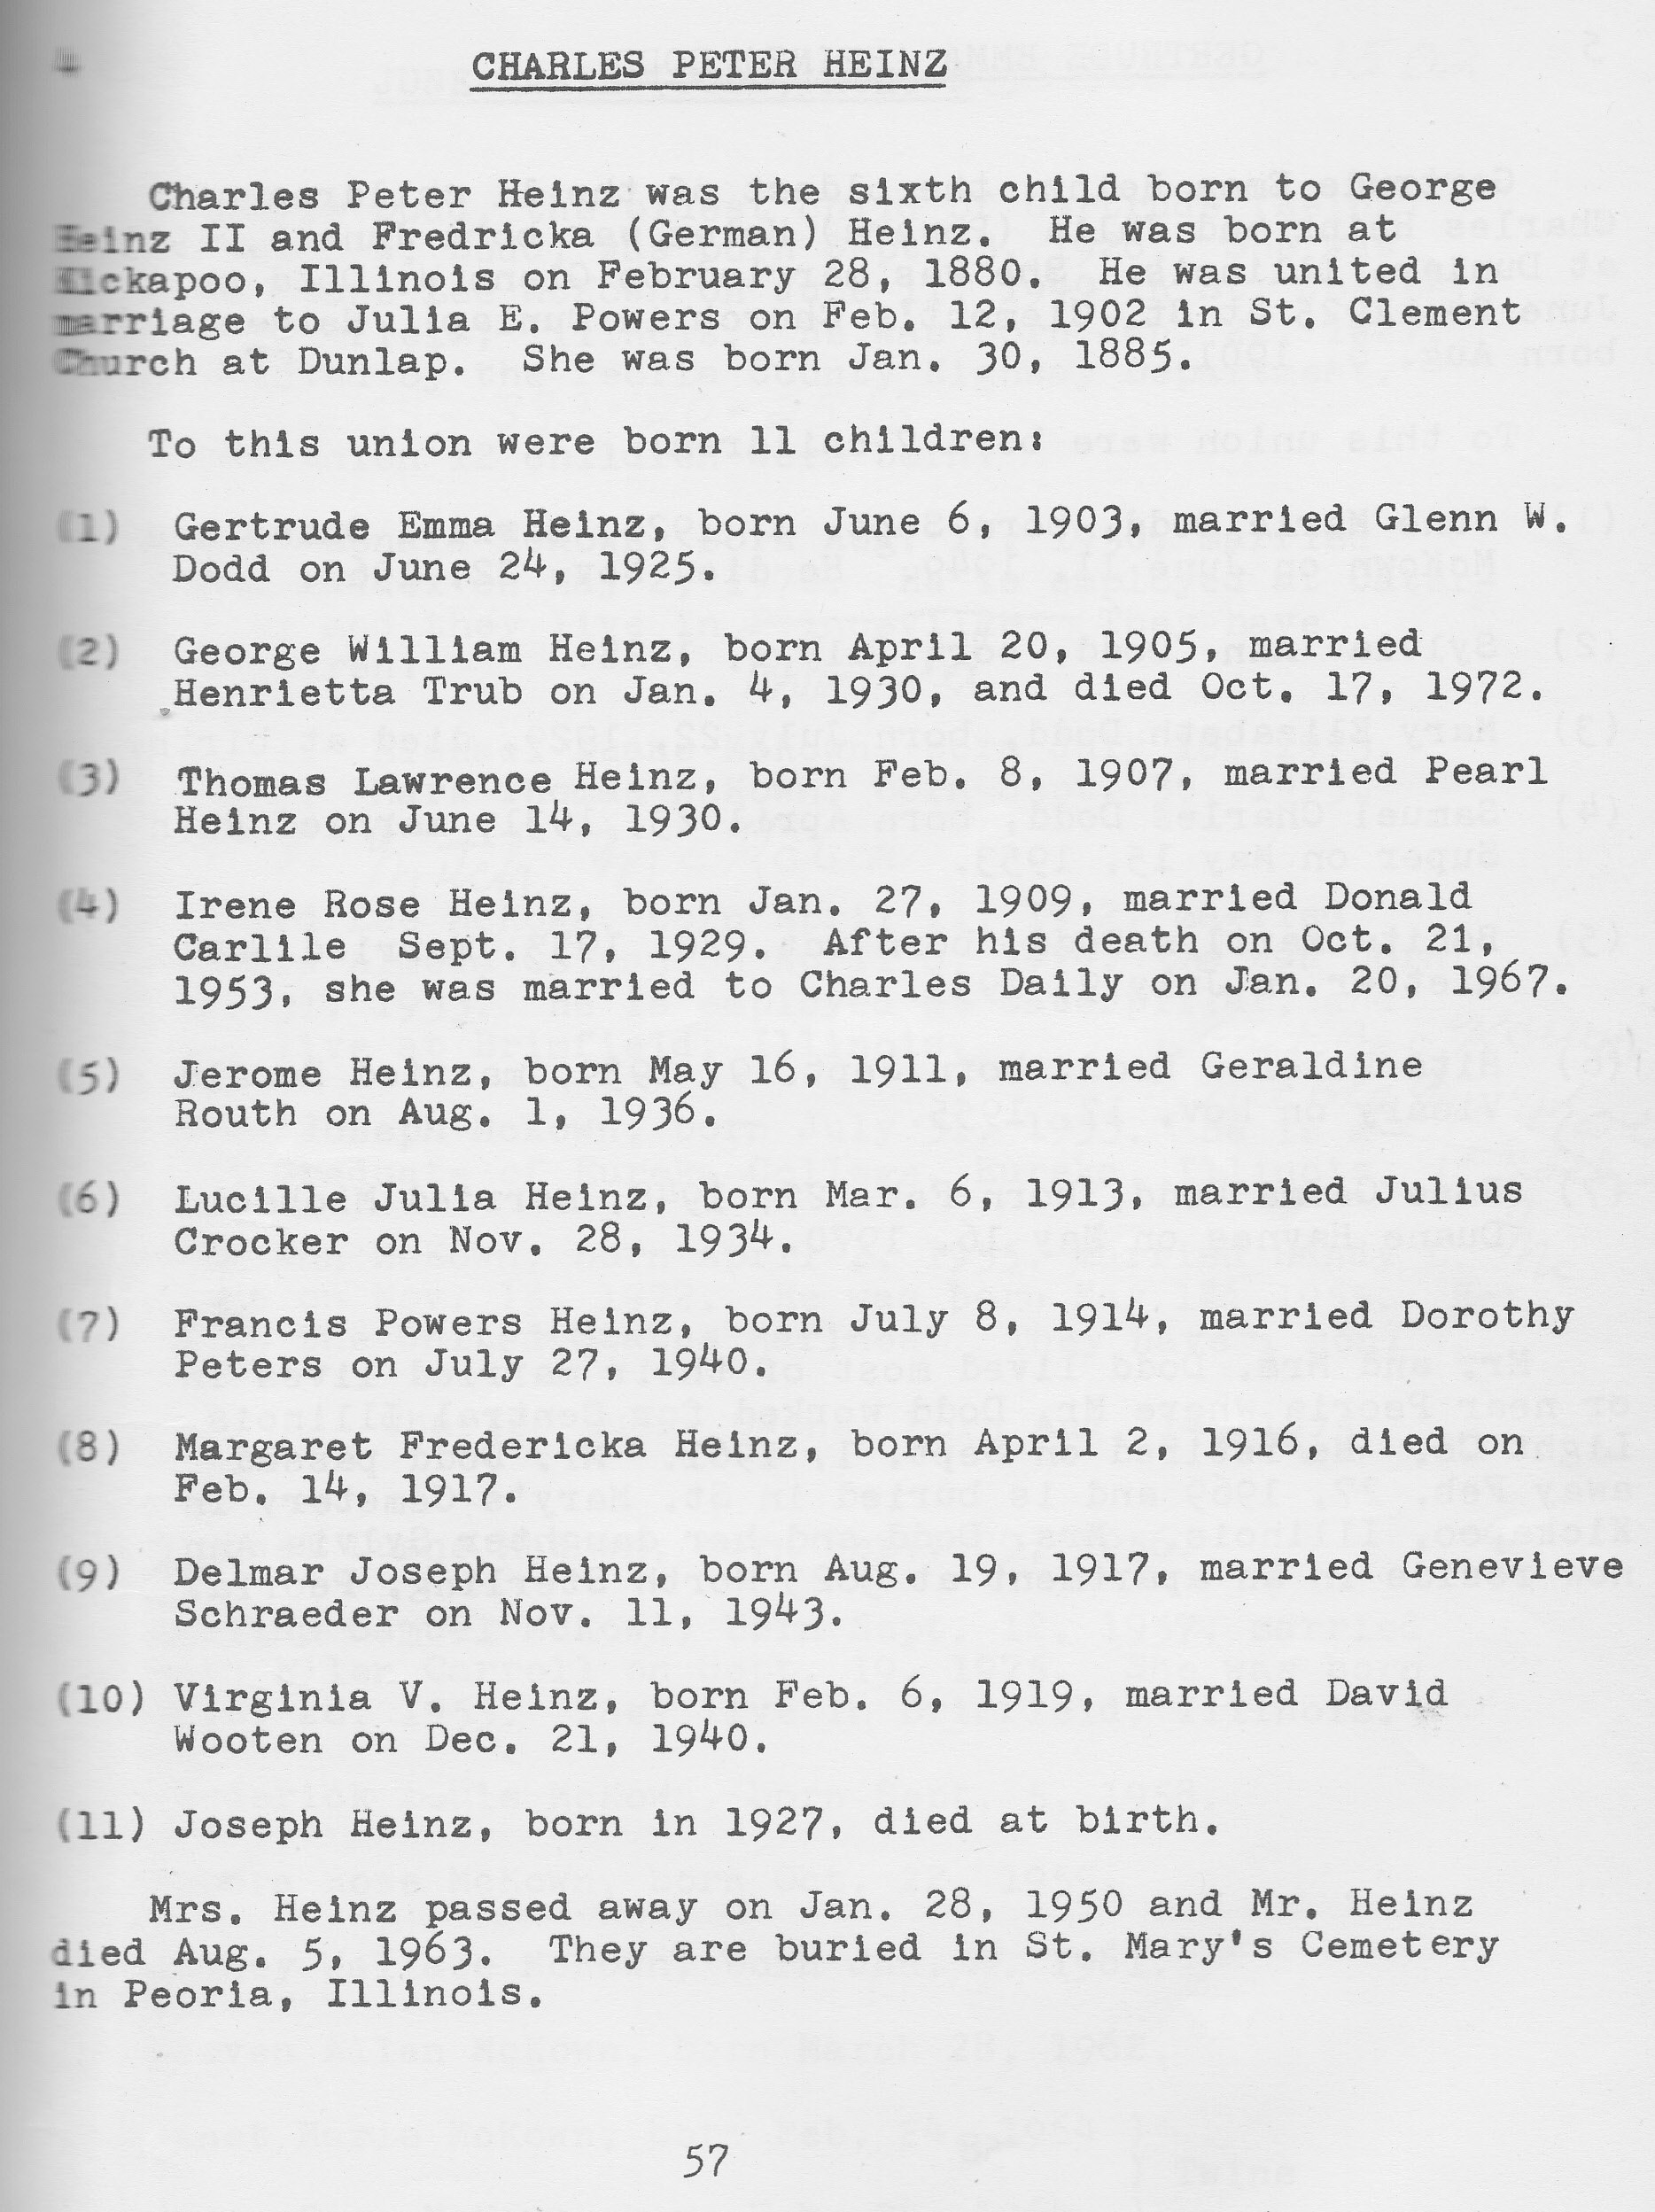 CHARLES PETER HEINZ
Charles Peter Heinz was the sixth child born to George
Heinz II and Fredricka (German) Heinz. He was born at
Kickapoo, Illinois on February 28, 1880. He was united in
marriage to Julia E. Powers on Feb. 12, 1902 in St. Clement
Church at Dunlap. She was born Jan. 30, 1885.
To this union were born 11 children:
(1) Gertrude Emma Heinz, born June 6, 1903, married Glenn W.
Dodd on June 24, 1925.
(2) George William Heinz, born April 20, 1905, married
Henrietta Trub on Jan. 4, 1930, and died Oct. 17, 1972.
(3) Thomas Lawrence Heinz, born Feb. 8, 1907, married Pearl
Heinz on June 14, 1930.
(4) Irene Rose Heinz, born Jan. 27, 1909, married Donald
Carlile Sept. 17, 1929. After his death on Oct. 21,
1953, she was married to Charles Daily on Jan. 20, 1967.
(5) Jerome Heinz, born May 16, 1911, married Geraldine
Routh on Aug. 1, 1936.
(6) Lucille Julia Heinz, born Mar. 6, 1913, married Julius
Crocker on Nov. 28, 1934.
(7) Francis Powers Heinz, born July 8, 1914, married Dorothy
Peters on July 27, 1940.
(8) Margaret Fredericka Heinz, born April 2, 1916, died on
Feb. 14, 1917.
(9) Delmar Joseph Heinz, born Aug. 19, 1917, married Genevieve
Schraeder on Nov. 11, 1943.
(10) Virginia V. Heinz, born Feb. 6, 1919, married David
Wooten on Dec. 21, 1940.
(11) Joseph Heinz, born in 1927, died at birth.
Mrs. Heinz passed away on Jan. 28, 1950 and Mr. Heinz
died Aug. 5, 1963. They are buried in St. Mary's Cemetery
in Peoria, Illinois.
57